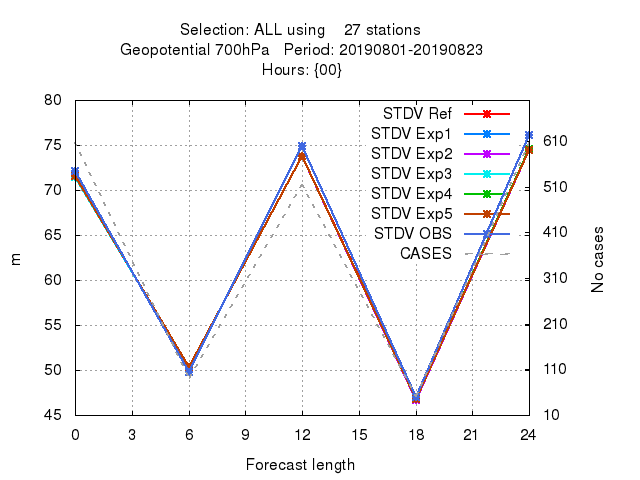 Selection: ALL using 27 stations
Geopotential 700hPa Period: 20190801-20190823
Hours: {00}
80
75
70
65
60
55
50
45
m
0 3 6 9 12 15 18 21 24
Forecast length
STDV Ref
STDV Exp1
STDV Exp2
STDV Exp3
STDV Exp4
STDV Exp5
STDV OBS
CASES
610
510
410
310
210
110
10
No cases